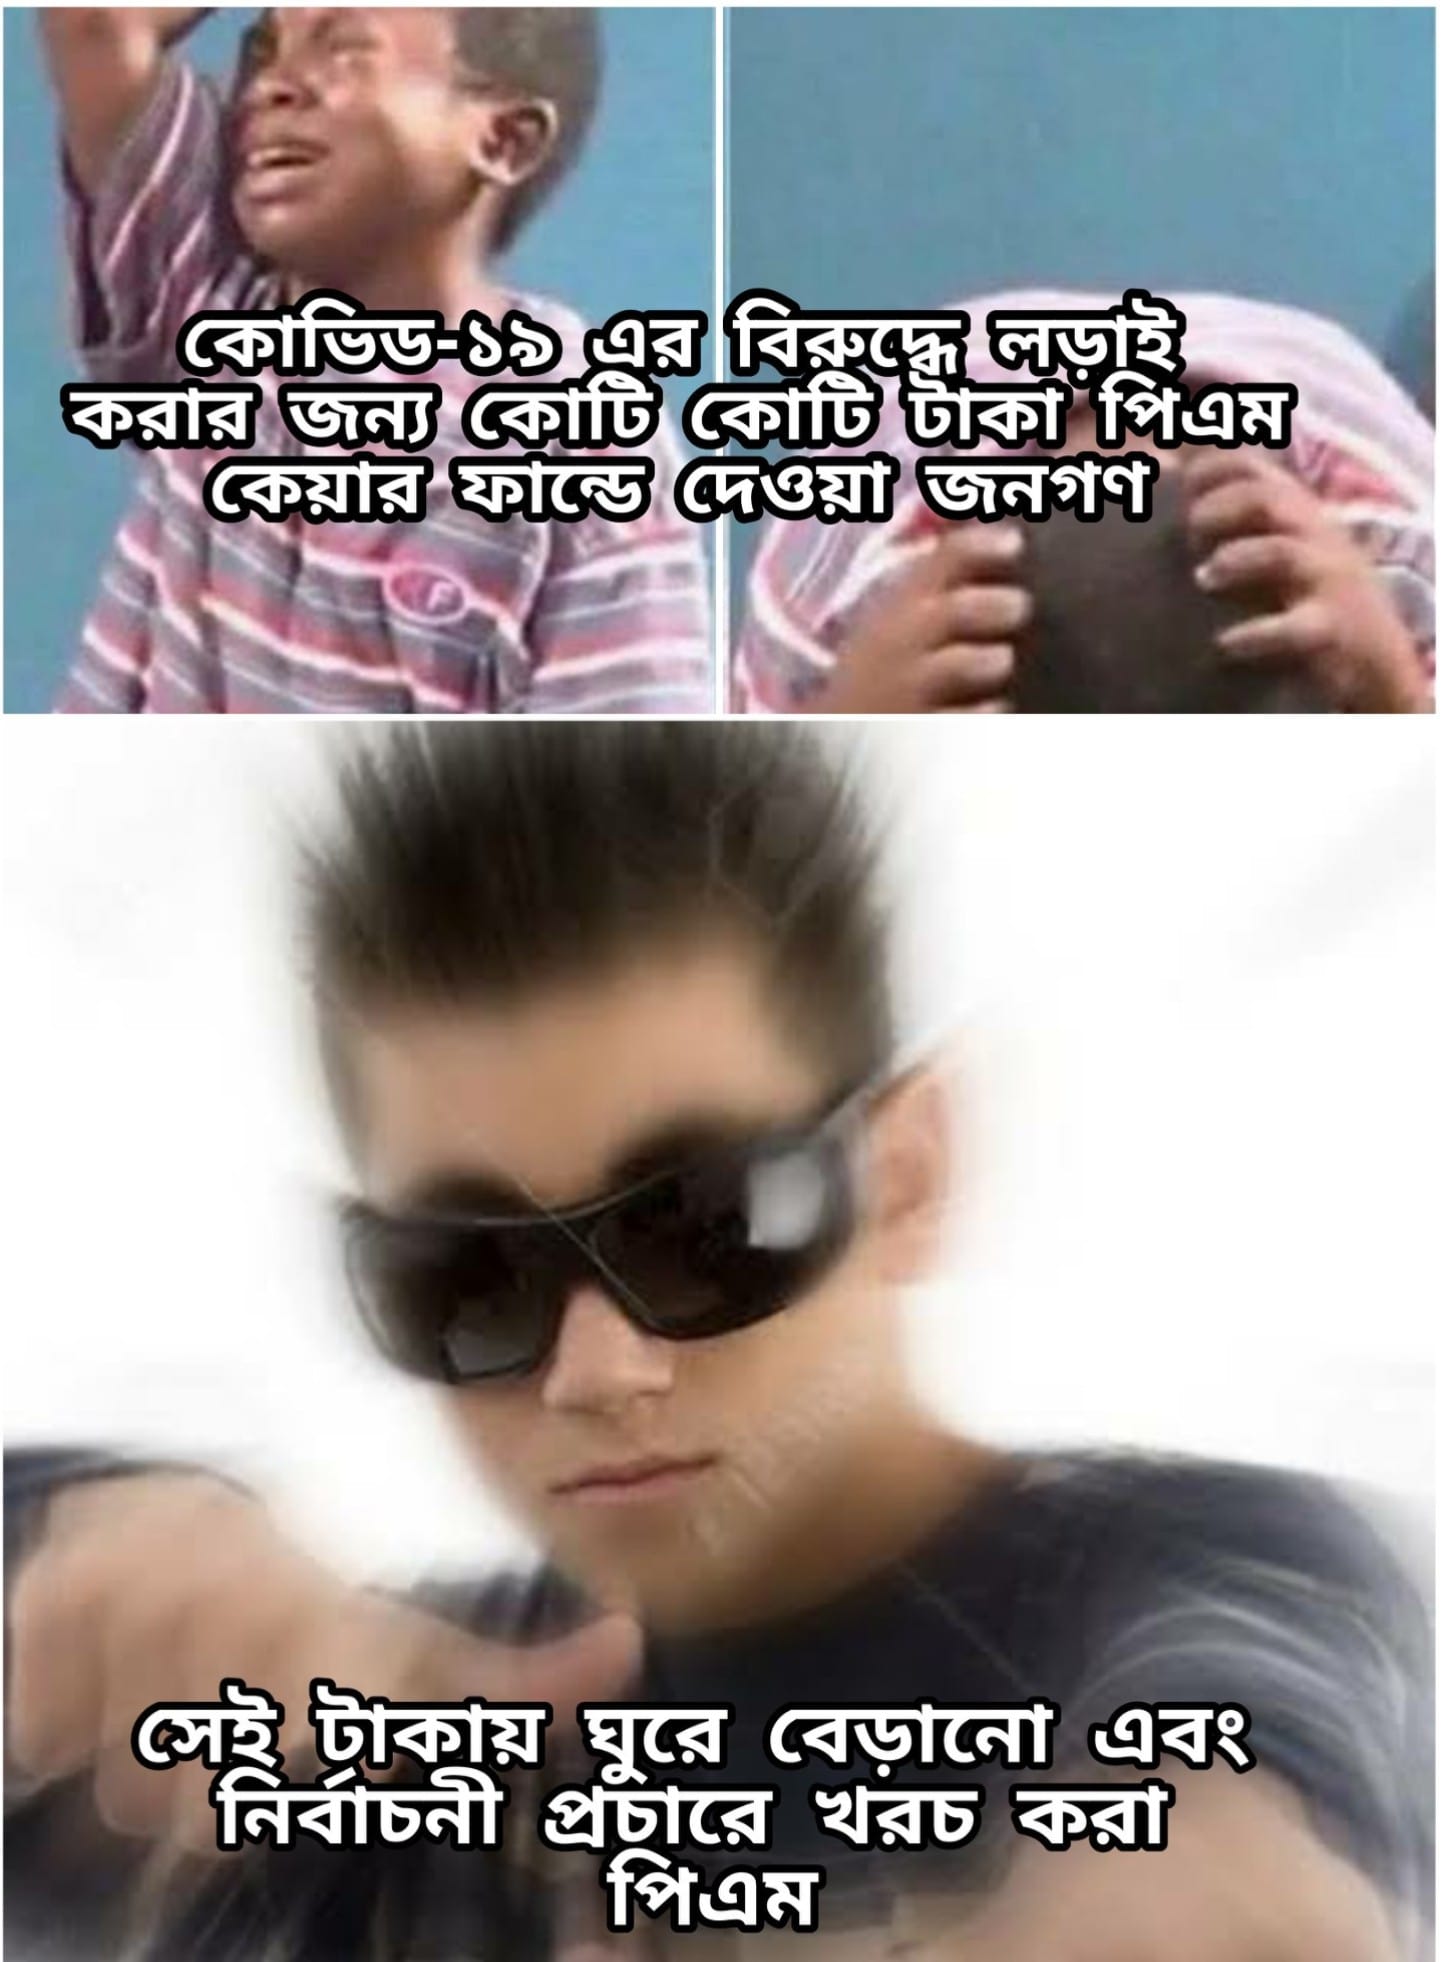 কোভিড-১৯ এর বিরুদ্ধে লড়াই
করার জন্য কোটি কোটি টাকা পিএম
কেয়ার ফান্ডে দেওয়া জনগণ
F
সেই টাকায় ঘুরে বেড়ানো এবং
নির্বাচনী প্রচারে খরচ করা
পিএম